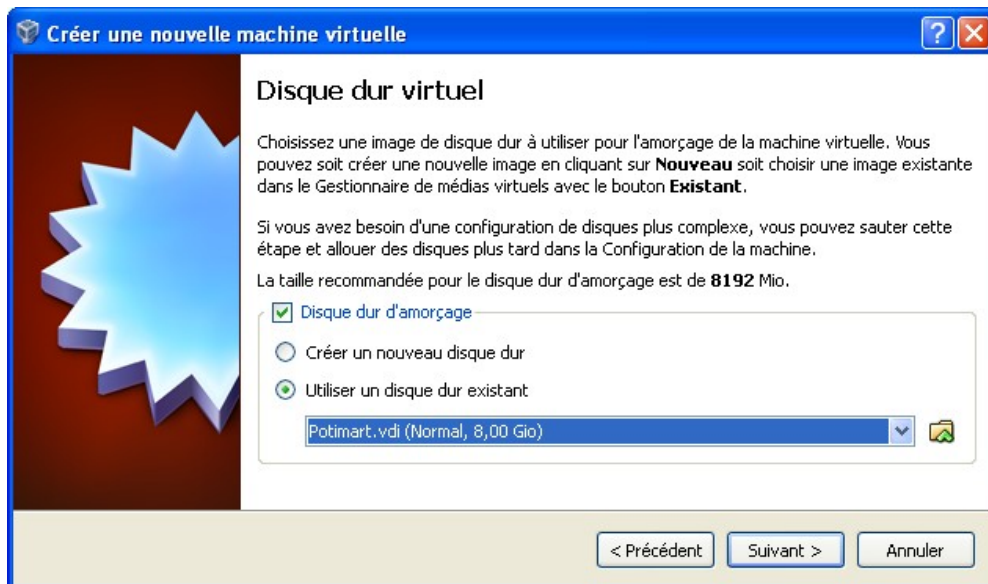 Créer une nouvelle machine virtuelle
Disque dur virtuel
Choisissez une image de disque dur à utiliser pour l'amorçage de la machine virtuelle. Vous
pouvez soit créer une nouvelle image en cliquant sur Nouveau soit choisir une image existante
dans le Gestionnaire de médias virtuels avec le bouton Existant.
Si vous avez besoin d'une configuration de disques plus complexe, vous pouvez sauter cette
étape et allouer des disques plus tard dans la Configuration de la machine.
La taille recommandée pour le disque dur d'amorçage est de 8192 Mio.
Disque dur d'amorçage
Créer un nouveau disque dur
Utiliser un disque dur existant
Potimart.vdi (Normal, 8,00 Gio)
< Précédent
Suivant >
Annuler